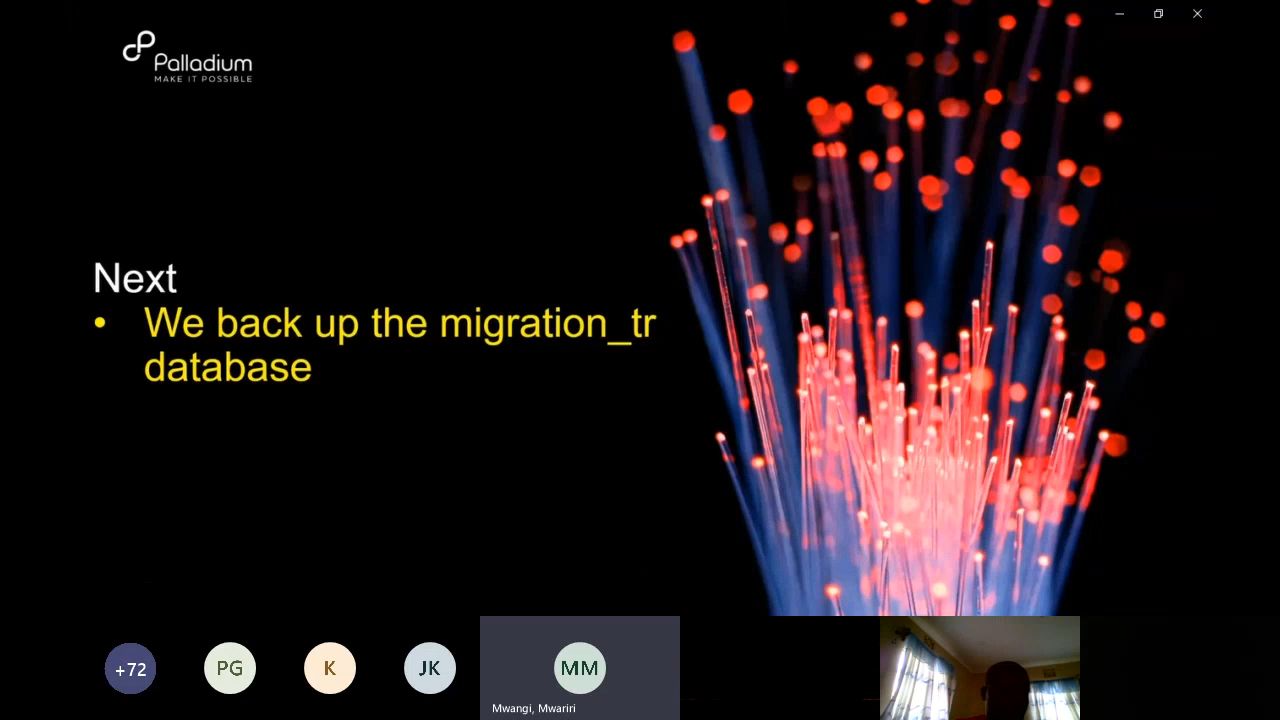 Palladium
MAKE IT POSSIBLE
Next
• We back up the migration_tr
database
+72
PG
K
JK
MM
Mwangi, Mwariri